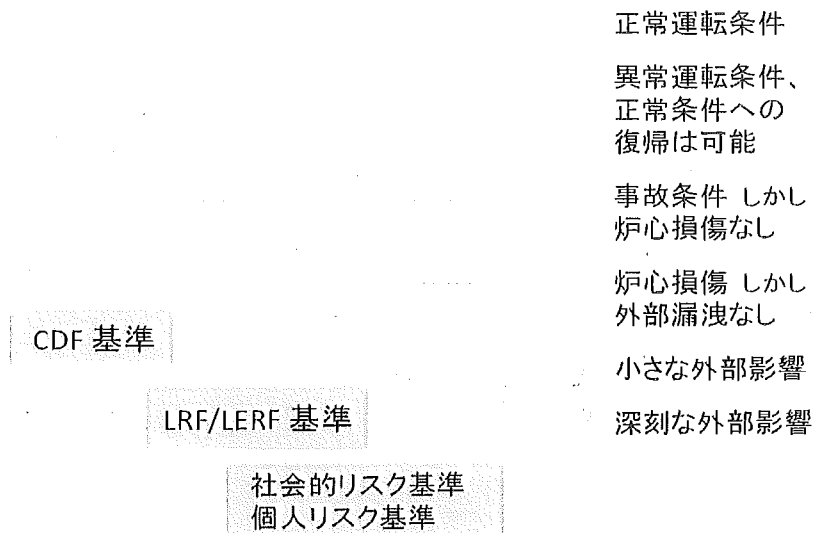 正常運転条件
異常運転条件、
正常条件への
復帰は可能
事故条件 しかし
炉心損傷なし
炉心損傷 しかし
外部漏洩なし
CDF 基準
小さな外部影響
LRF/LERF 基準
深刻な外部影響
社会的リスク基準
個人リスク基準